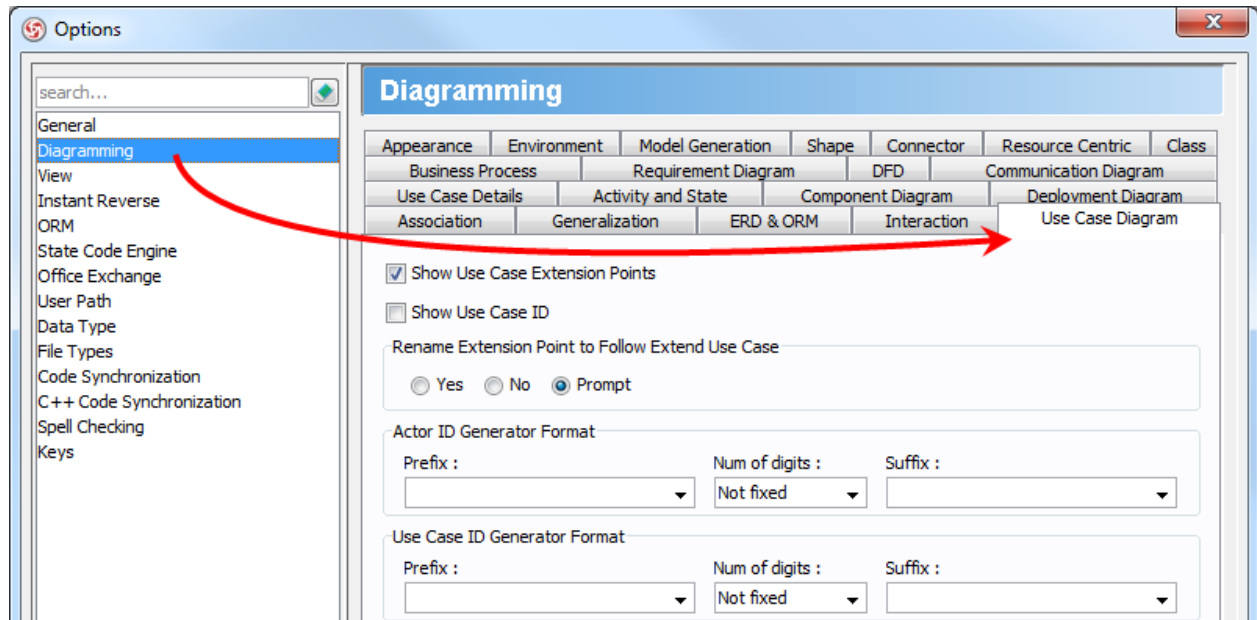 Options
search...
General
Diagramming
View
Instant Reverse
ORM
State Code Engine
Office Exchange
User Path
Data Type
File Types
Code Synchronization
C++ Code Synchronization
Spell Checking
Keys
Diagramming
Appearance Environment Model Generation Shape Connector Resource Centric Class
Business Process Requirement Diagram DFD Communication Diagram
Use Case Details Activity and State Component Diagram Deployment Diagram
Association Generalization ERD & ORM Interaction Use Case Diagram
Show Use Case Extension Points
Show Use Case ID
Rename Extension Point to Follow Extend Use Case
Yes No Prompt
Actor ID Generator Format
Prefix : Num of digits : Suffix :
Not fixed
Use Case ID Generator Format
Prefix : Num of digits : Suffix :
Not fixed